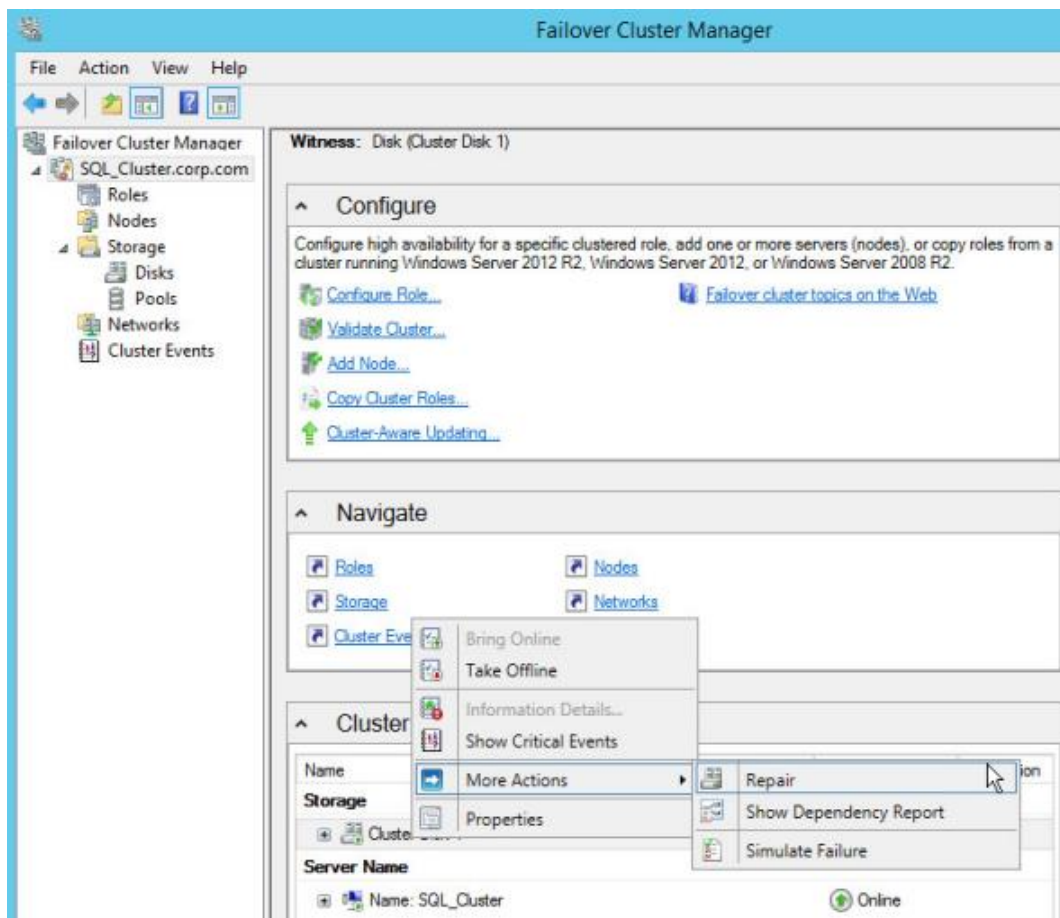 Failover Cluster Manager
File Action View Help
Failover Cluster Manager
SQL_Cluster.corp.com
Roles
Nodes
Storage
Disks
Pools
Networks
Cluster Events
Witness: Disk (Cluster Disk 1)
Configure
Configure high availability for a specific clustered role, add one or more servers (nodes), or copy roles from a
cluster running Windows Server 2012 R2, Windows Server 2012, or Windows Server 2008 R2.
Configure Role...
Failover cluster topics on the Web
Validate Cluster...
Add Node...
Copy Cluster Roles...
Cluster-Aware Updating...
Navigate
Roles
Nodes
Storage
Networks
Cluster Eve
Bring Online
Take Offline
Information Details...
Show Critical Events
More Actions
Properties
Repair
Show Dependency Report
Simulate Failure
Cluster
Name
ion
Storage
Server Name
Name: SQL_Cluster
Online